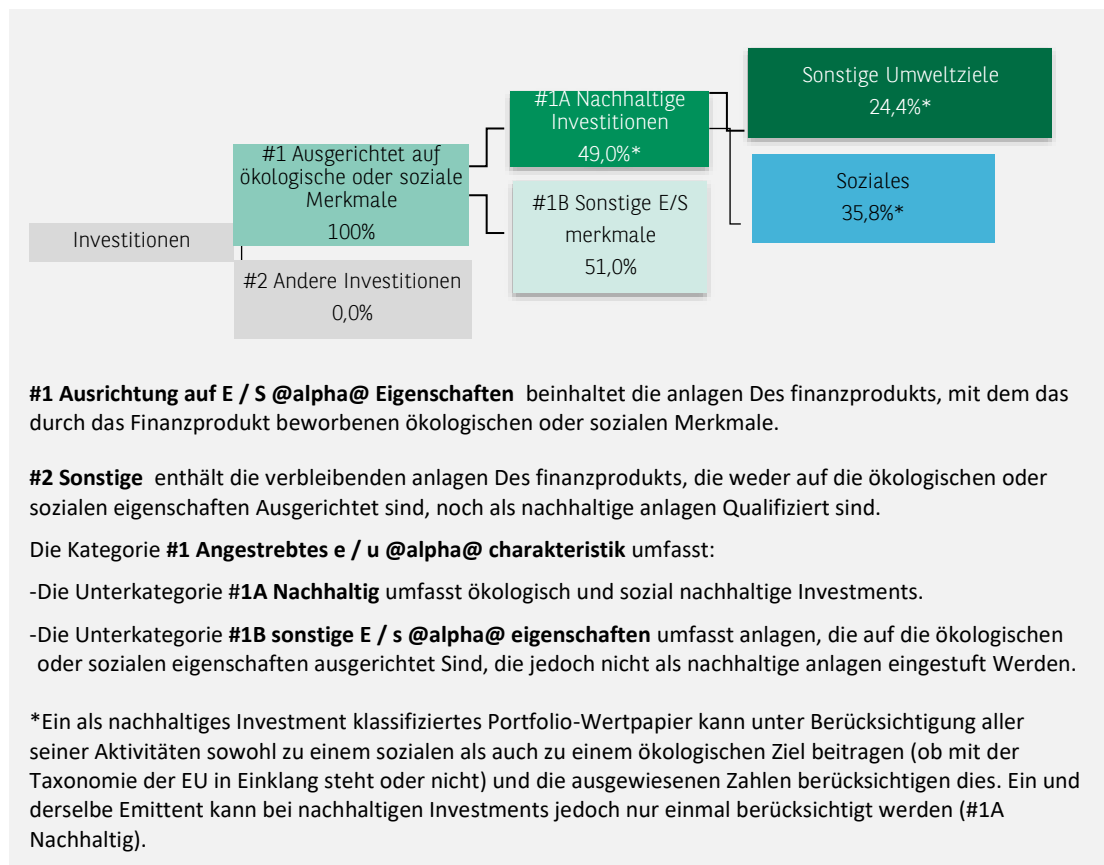 Sonstige Umweltziele
24,4%*
#1A Nachhaltige
Investitionen
49,0%*
#1 Ausgerichtet auf
ökologische oder soziale
Merkmale
100%
Soziales
35,8%*
#1B Sonstige E/S
merkmale
51,0%
Investitionen
#2 Andere Investitionen
0,0%
#1 Ausrichtung auf E / S @alpha@ Eigenschaften beinhaltet die anlagen Des finanzprodukts, mit dem das
durch das Finanzprodukt beworbenen ökologischen oder sozialen Merkmale.
#2 Sonstige enthält die verbleibenden anlagen Des finanzprodukts, die weder auf die ökologischen oder
sozialen eigenschaften Ausgerichtet sind, noch als nachhaltige anlagen Qualifiziert sind.
Die Kategorie #1 Angestrebtes e / u @alpha@ charakteristik umfasst:
-Die Unterkategorie #1A Nachhaltig umfasst ökologisch und sozial nachhaltige Investments.
-Die Unterkategorie #1B sonstige E / s @alpha@ eigenschaften umfasst anlagen, die auf die ökologischen
oder sozialen eigenschaften ausgerichtet Sind, die jedoch nicht als nachhaltige anlagen eingestuft Werden.
*Ein als nachhaltiges Investment klassifiziertes Portfolio-Wertpapier kann unter Berücksichtigung aller
seiner Aktivitäten sowohl zu einem sozialen als auch zu einem ökologischen Ziel beitragen (ob mit der
Taxonomie der EU in Einklang steht oder nicht) und die ausgewiesenen Zahlen berücksichtigen dies. Ein und
derselbe Emittent kann bei nachhaltigen Investments jedoch nur einmal berücksichtigt werden (#1A
Nachhaltig).